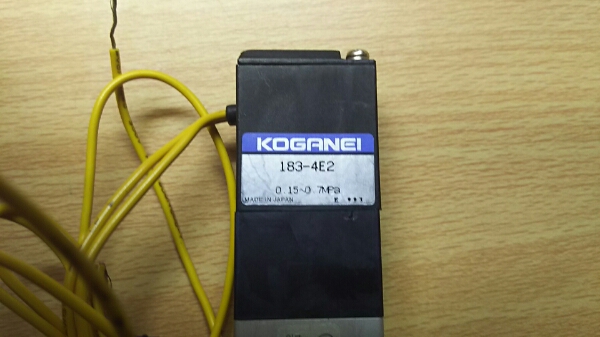 KOGANEI
183-4E2
0.15~0.7MPa
MADE IN JAPAN